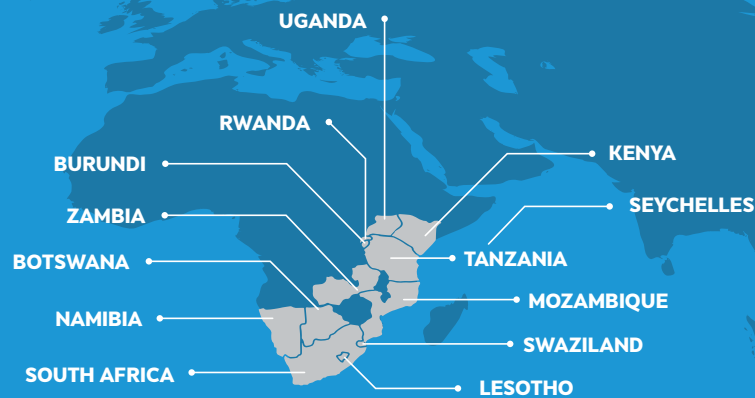 UGANDA
RWANDA
BURUNDI
KENYA
ZAMBIA
SEYCHELLES
BOTSWANA
TANZANIA
MOZAMBIQUE
NAMIBIA
SWAZILAND
SOUTH AFRICA
LESOTHO